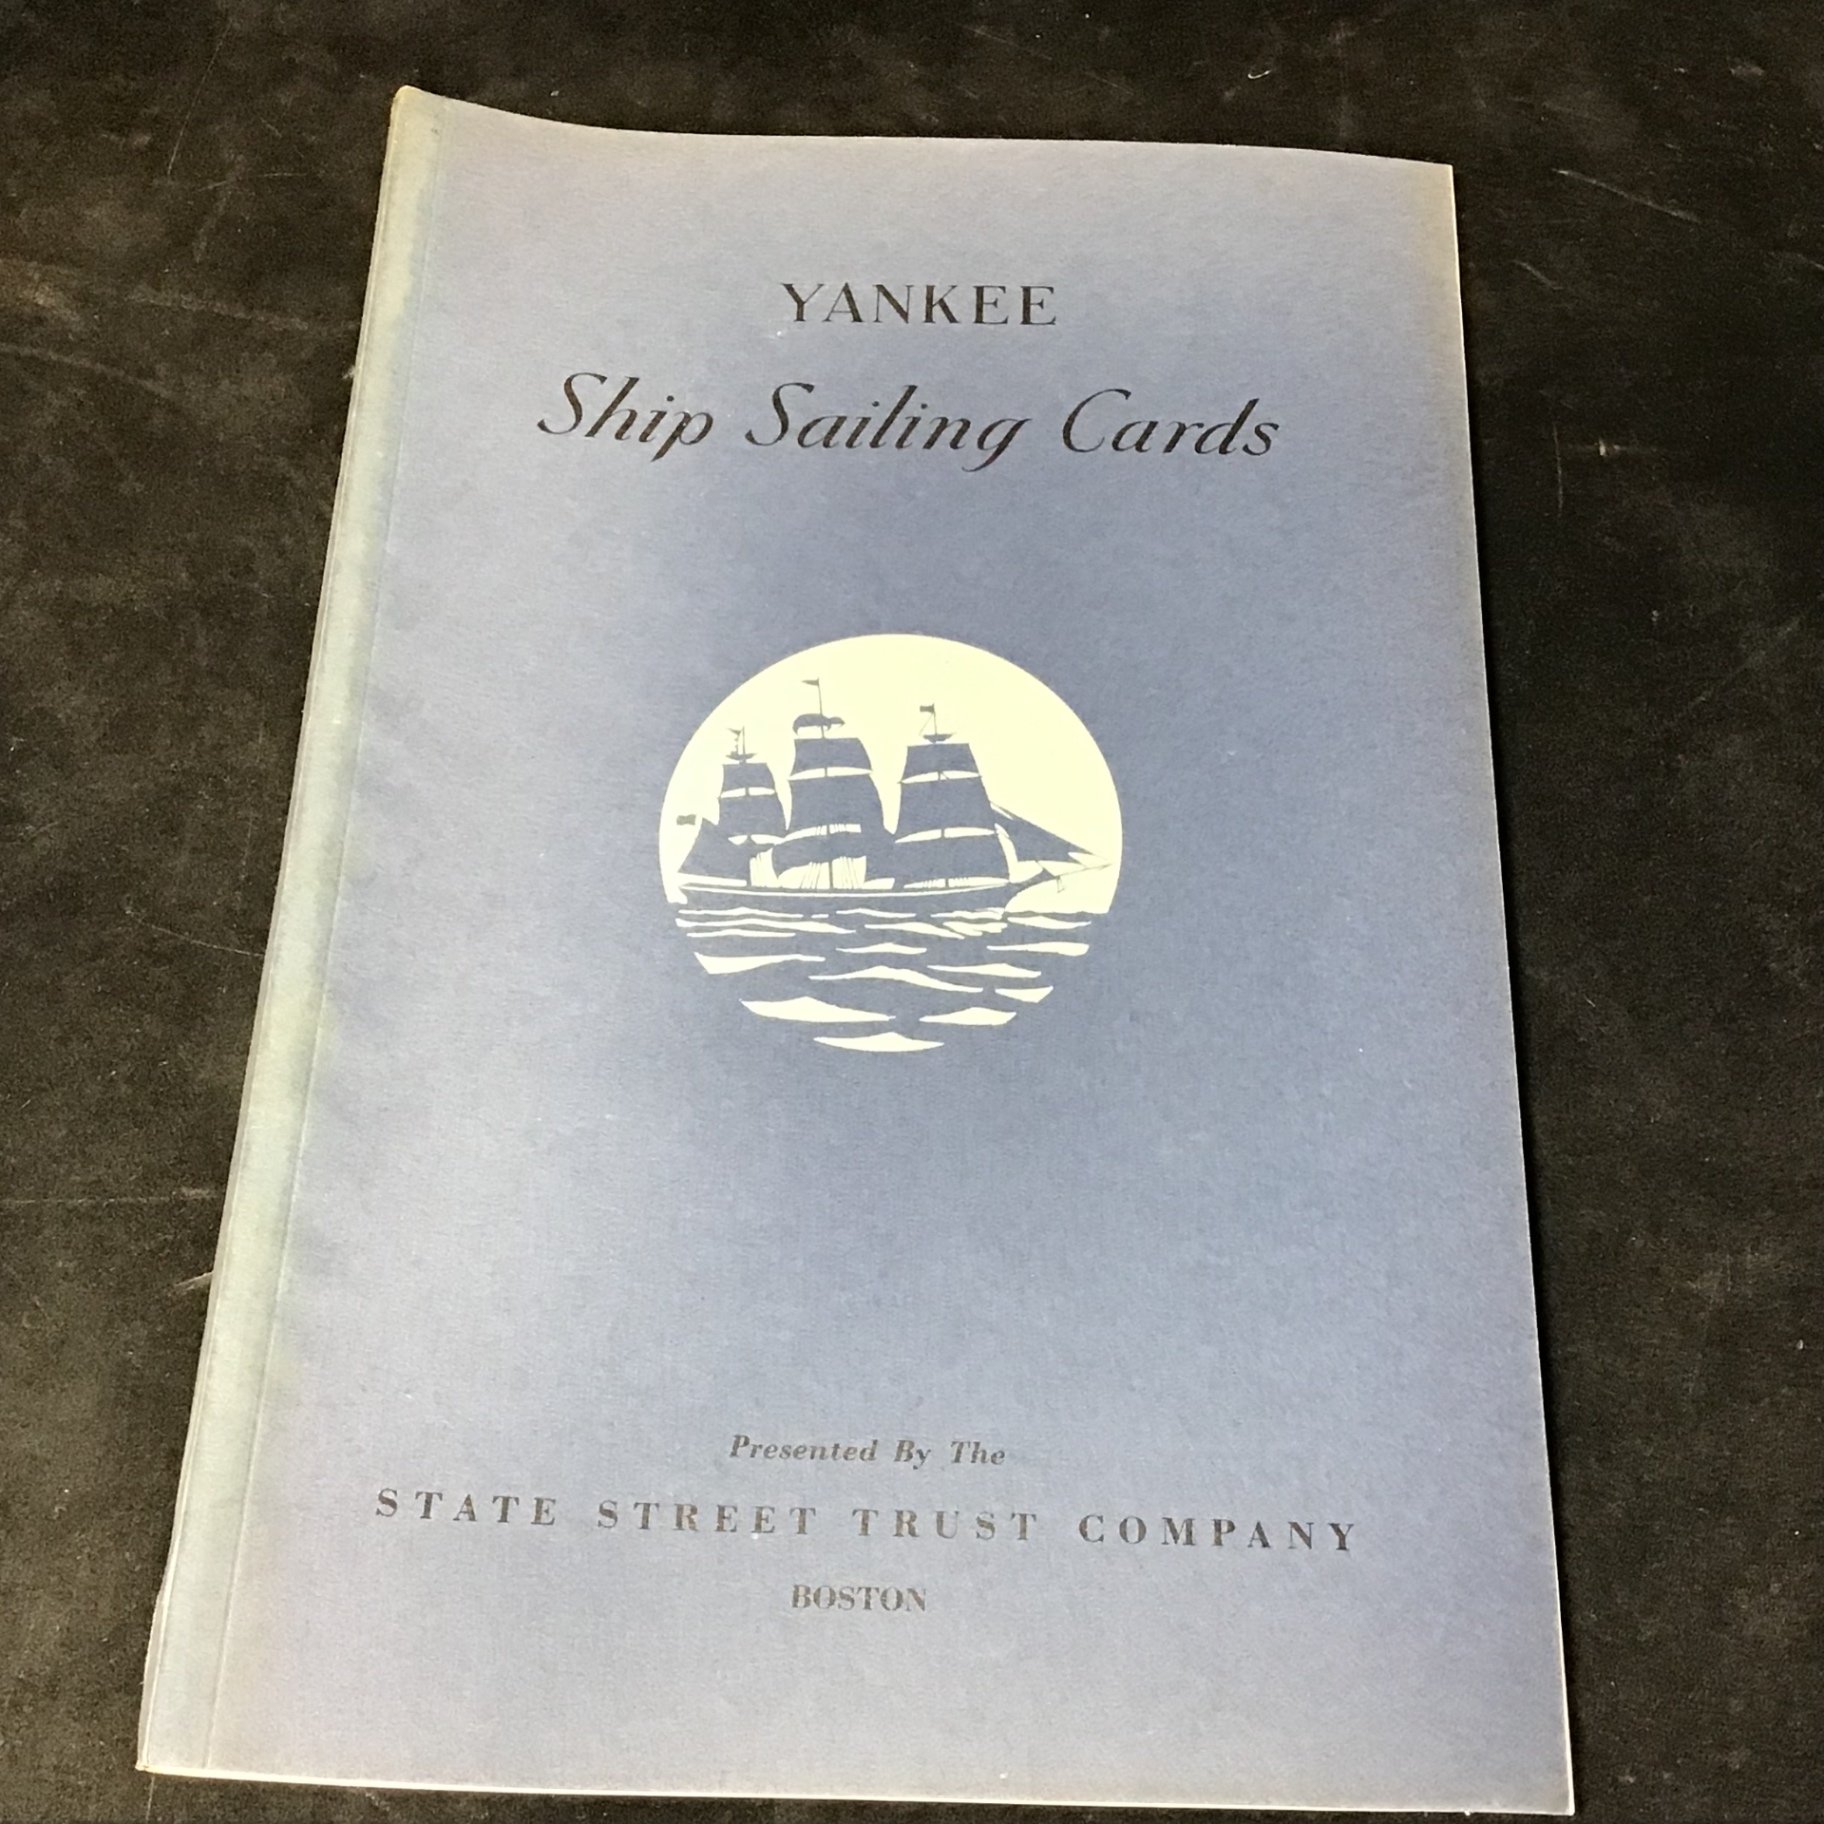 YANKEE
Ship Sailing Cards
Presented By The
STATE STREET TRUST COMPANY
BOSTON